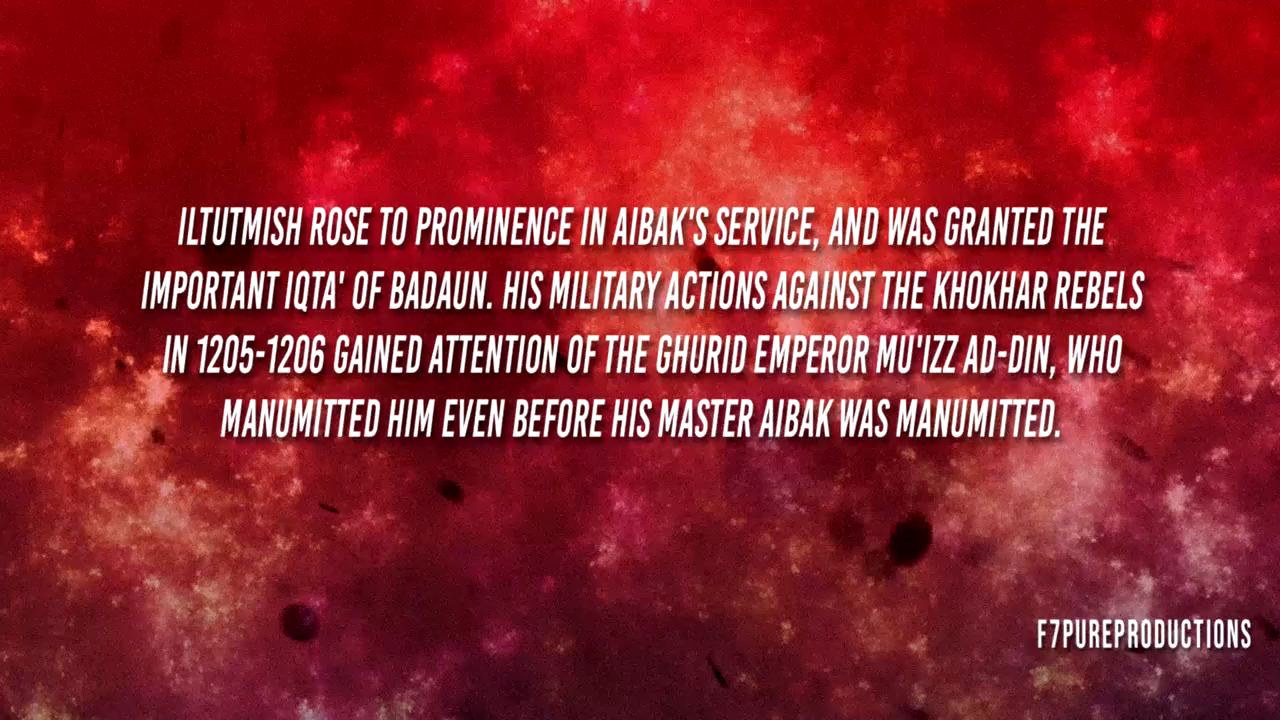 ILTUTMISH ROSE TO PROMINENCE IN AIBAK'S SERVICE, AND WAS GRANTED THE
IMPORTANT IQTA' OF BADAUN. HIS MILITARY ACTIONS AGAINST THE KHOKHAR REBELS
IN 1205-1206 GAINED ATTENTION OF THE GHURID EMPEROR MU'IZZ AD-DIN, WHO
MANUMITTED HIM EVEN BEFORE HIS MASTER AIBAK WAS MANUMITTED.
F7PUREPRODUCTIONS